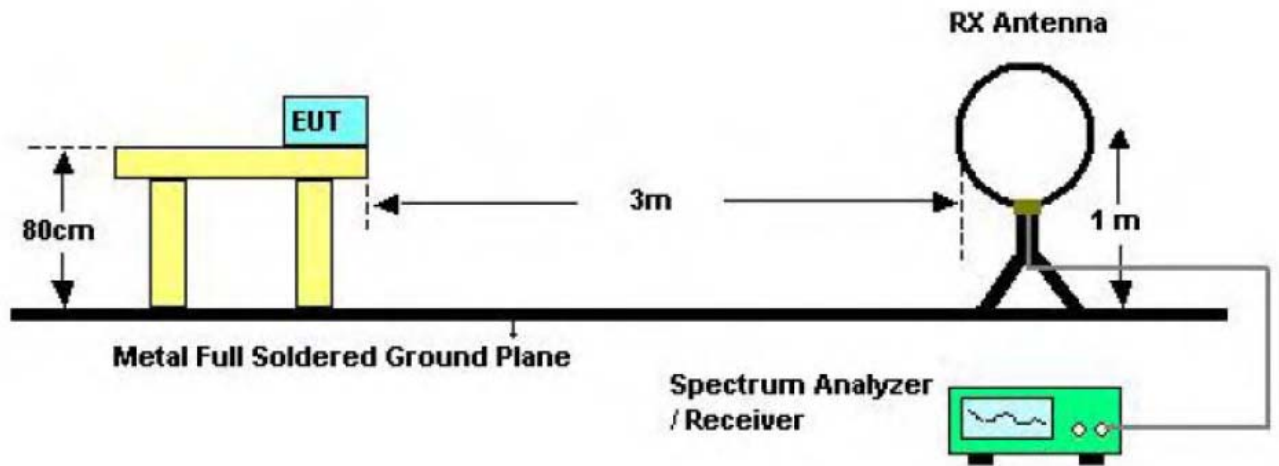 RX Antenna
EUT
80cm
3m
1 m
Metal Full Soldered Ground Plane
Spectrum Analyzer
/ Receiver